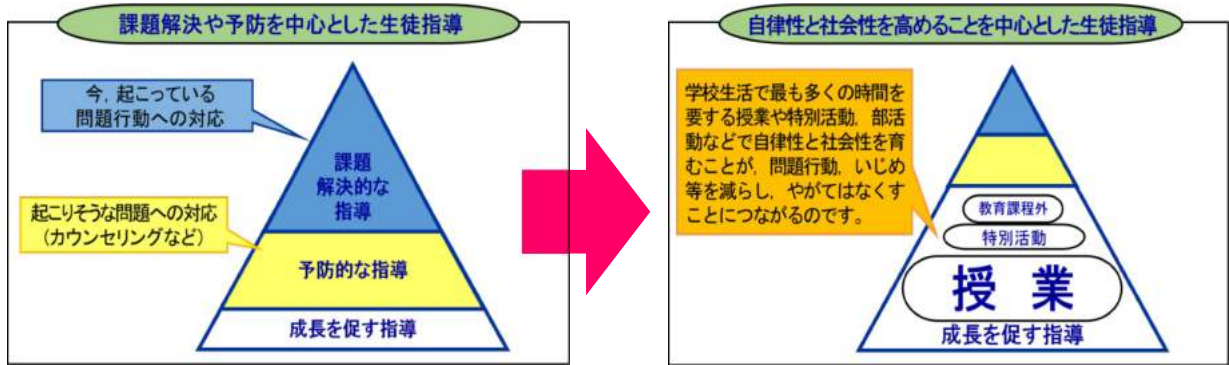 課題解決や予防を中心とした生徒指導
今，起こっている
問題行動への対応
課題
解決的な
指導
起こりそうな問題への対応
（カウンセリングなど）
予防的な指導
成長を促す指導
自律性と社会性を高めることを中心とした生徒指導
学校生活で最も多くの時間を
要する授業や特別活動，部活
動などで自律性と社会性を育
むことが，問題行動，いじめ
等を減らし，やがてはなくす
ことにつながるのです。
教育課程外
特別活動
授　業
成長を促す指導